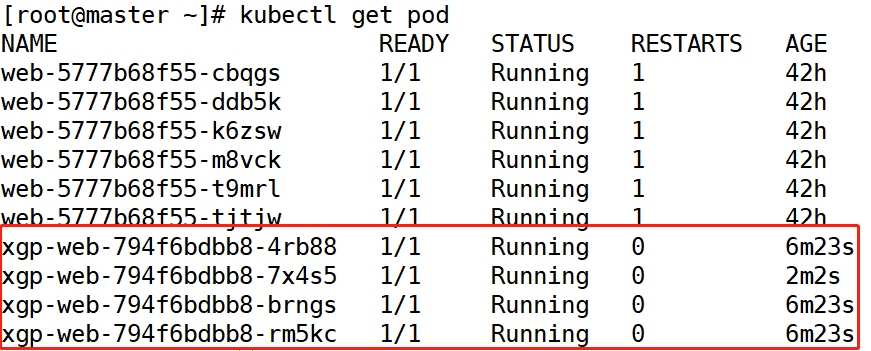 [root@master ~]# kubectl get pod
NAME READY STATUS RESTARTS AGE
web-5777b68f55-cbqgs 1/1 Running 1 42h
web-5777b68f55-ddb5k 1/1 Running 1 42h
web-5777b68f55-k6zsw 1/1 Running 1 42h
web-5777b68f55-m8vck 1/1 Running 1 42h
web-5777b68f55-t9mrl 1/1 Running 1 42h
web-5777b68f55-tjtjw 1/1 Running 1 42h
xgp-web-794f6bdbb8-4rb88 1/1 Running 0 6m23s
xgp-web-794f6bdbb8-7x4s5 1/1 Running 0 2m2s
xgp-web-794f6bdbb8-brngs 1/1 Running 0 6m23s
xgp-web-794f6bdbb8-rm5kc 1/1 Running 0 6m23s